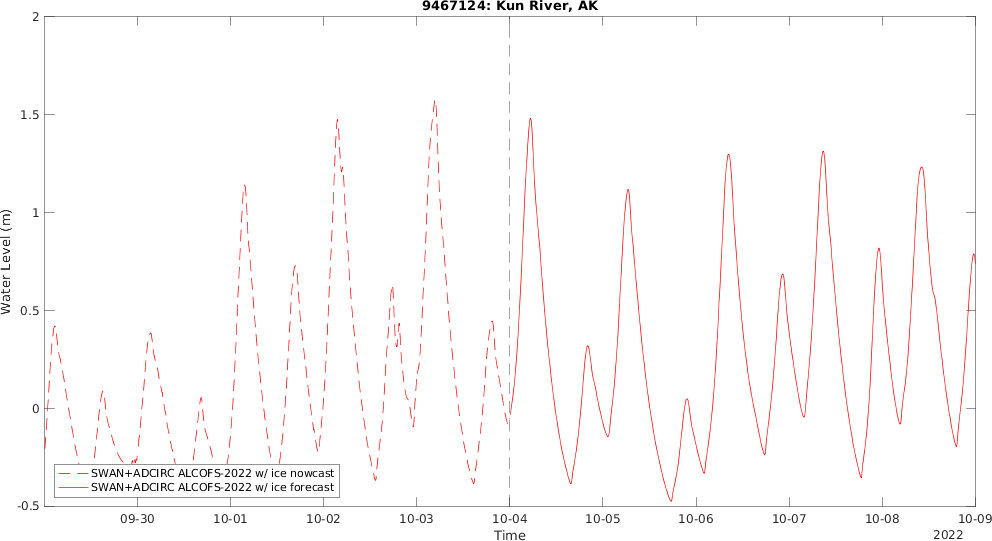 9467124: Kun River, AK
2
1.5
1
0.5
0
-0.5
Water Level (m)
SWAN+ADCIRC ALCOFS-2022 w/ ice nowcast
SWAN+ADCIRC ALCOFS-2022 w/ ice forecast
09-30 10-01 10-02 10-03 10-04 10-05 10-06 10-07 10-08 10-09
Time
2022